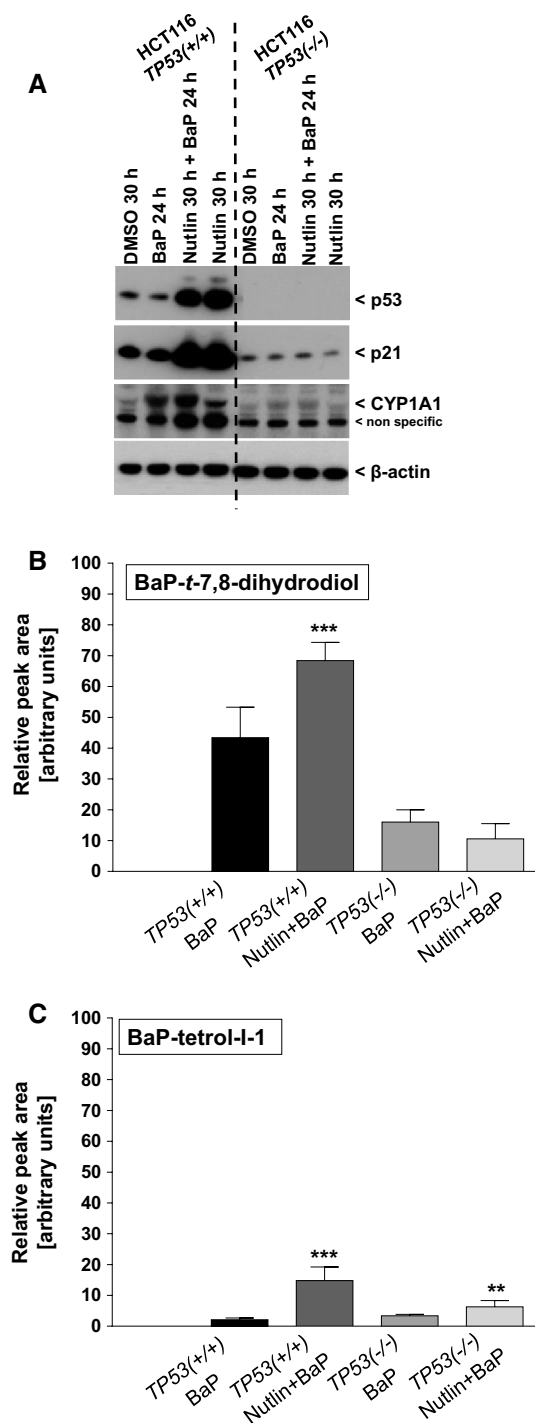 A
HCT116
TP53(+/+)
HCT116
TP53(-/-)
DMSO 30 h
BaP 24 h
Nutlin 30 h + BaP 24 h
Nutlin 30 h
DMSO 30 h
BaP 24 h
Nutlin 30 h + BaP 24 h
Nutlin 30 h
< p53
< p21
< CYP1A1
< non specific
< β-actin
B
BaP-t-7,8-dihydrodiol
Relative peak area
[arbitrary units]
100
90
80
70
60
50
40
30
20
10
0
***
TP53(+/+)
BaP
TP53(+/+)
Nutlin+BaP
TP53(-/-)
BaP
TP53(-/-)
Nutlin+BaP
C
BaP-tetrol-I-1
Relative peak area
[arbitrary units]
100
90
80
70
60
50
40
30
20
10
0
***
**
TP53(+/+)
BaP
TP53(+/+)
Nutlin+BaP
TP53(-/-)
BaP
TP53(-/-)
Nutlin+BaP